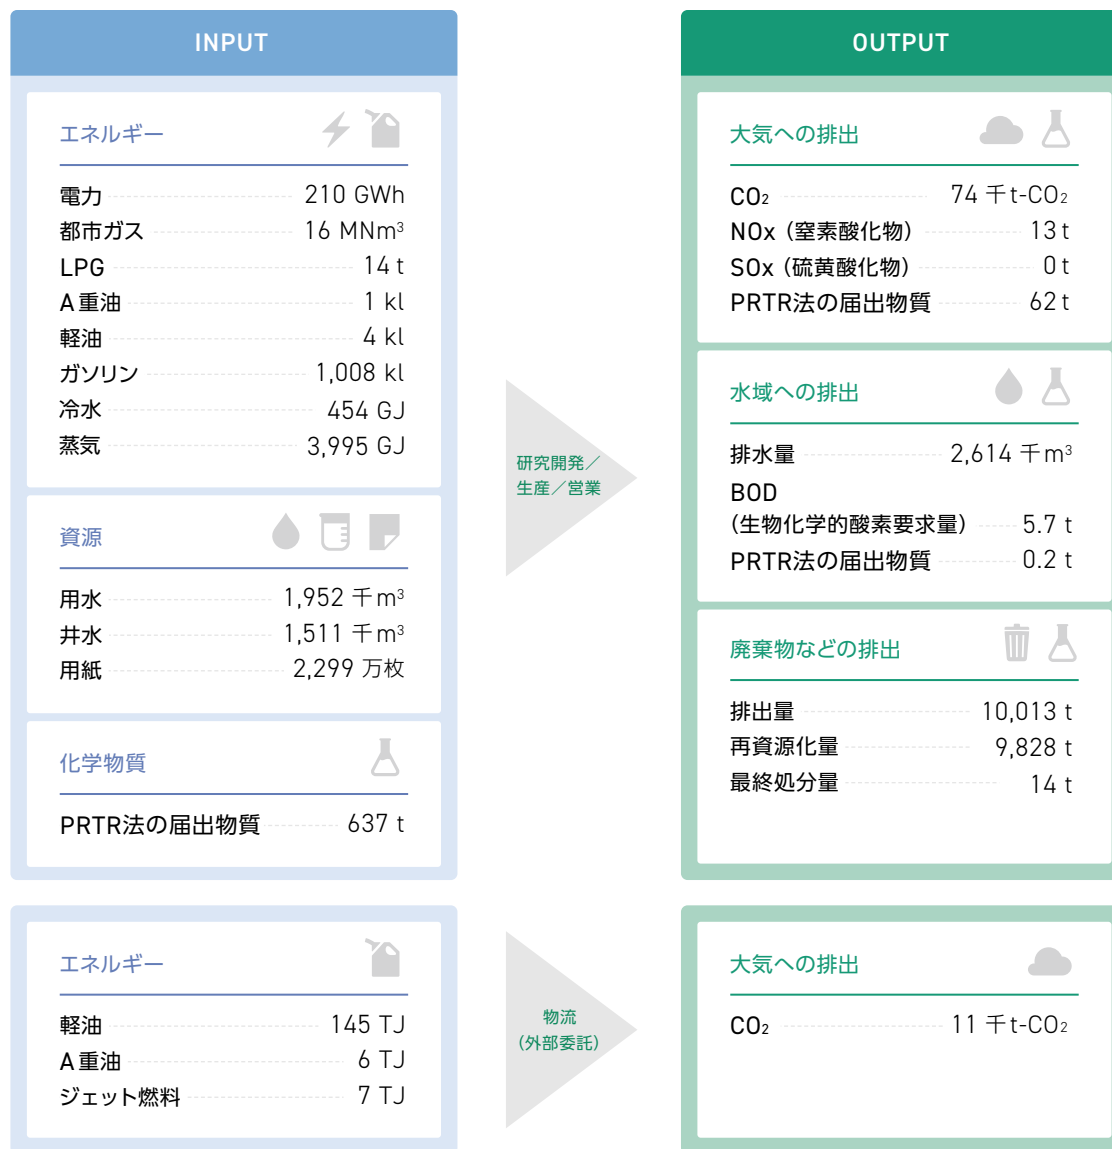 INPUT
エネルギー
電力 210 GWh
都市ガス 16 MNm³
LPG 14 t
A重油 1 kl
軽油 4 kl
ガソリン 1,008 kl
冷水 454 GJ
蒸気 3,995 GJ
資源
用水 1,952 千m³
井水 1,511 千m³
用紙 2,299 万枚
化学物質
PRTR法の届出物質 637 t
研究開発／
生産／営業
OUTPUT
大気への排出
CO₂ 74 千t-CO₂
NOx（窒素酸化物） 13 t
SOx（硫黄酸化物） 0 t
PRTR法の届出物質 62 t
水域への排出
排水量 2,614 千m³
BOD
（生物化学的酸素要求量） 5.7 t
PRTR法の届出物質 0.2 t
廃棄物などの排出
排出量 10,013 t
再資源化量 9,828 t
最終処分量 14 t
エネルギー
軽油 145 TJ
A重油 6 TJ
ジェット燃料 7 TJ
物流
（外部委託）
大気への排出
CO₂ 11 千t-CO₂